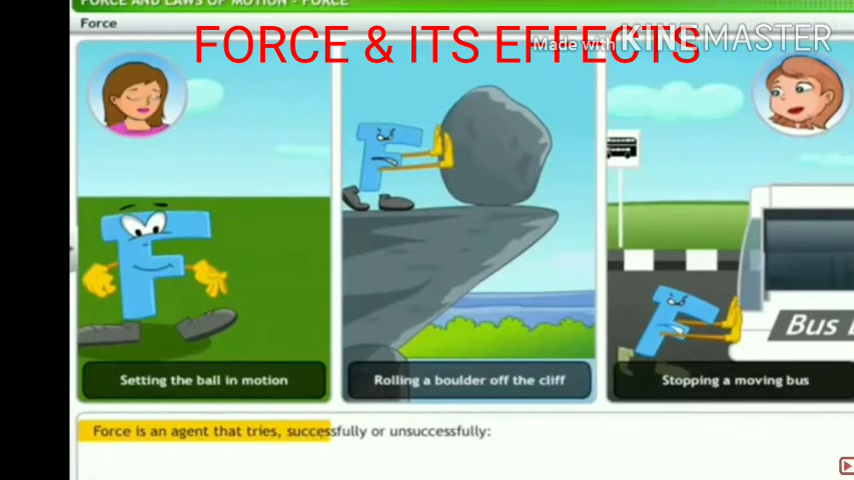 FORCE AND LAWS OF MOTION - FORCE
Force
FORCE & ITS EFFECTS
Made with KINEMASTER
Setting the ball in motion
Rolling a boulder off the cliff
Bus
Stopping a moving bus
Force is an agent that tries, successfully or unsuccessfully: